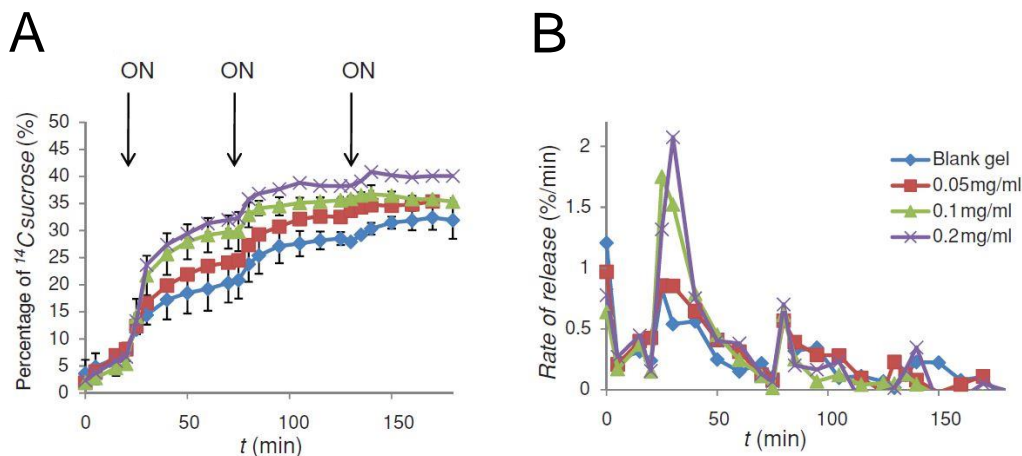 A
ON
ON
ON
Percentage of ¹⁴C sucrose (%)
50
45
40
35
30
25
20
15
10
5
0
0
50
100
150
t (min)
B
Rate of release (%/min)
2
1.5
1
0.5
0
0
50
100
150
t (min)
Blank gel
0.05mg/ml
0.1mg/ml
0.2mg/ml